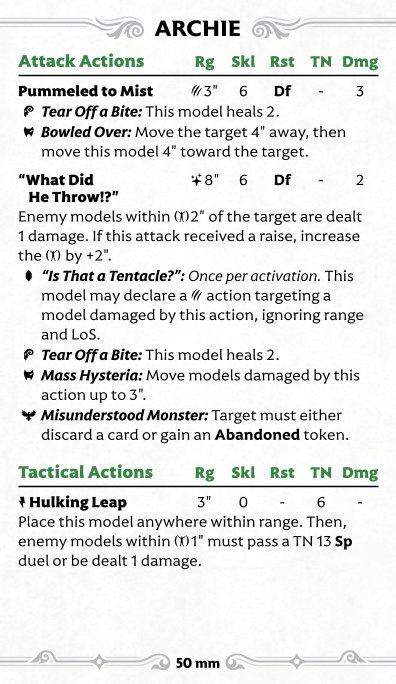 ARCHIE
Attack Actions Rg Skl Rst TN Dmg
Pummeled to Mist 3" 6 Df - 3
Tear Off a Bite: This model heals 2.
Bowled Over: Move the target 4" away, then
move this model 4" toward the target.
“What Did 8" 6 Df - 2
He Throw!?”
Enemy models within 2" of the target are dealt
1 damage. If this attack received a raise, increase
the by +2".
“Is That a Tentacle?”: Once per activation. This
model may declare a action targeting a
model damaged by this action, ignoring range
and LoS.
Tear Off a Bite: This model heals 2.
Mass Hysteria: Move models damaged by this
action up to 3".
Misunderstood Monster: Target must either
discard a card or gain an Abandoned token.
Tactical Actions Rg Skl Rst TN Dmg
Hulking Leap 3" 0 - 6 -
Place this model anywhere within range. Then,
enemy models within 1" must pass a TN 13 Sp
duel or be dealt 1 damage.
50 mm